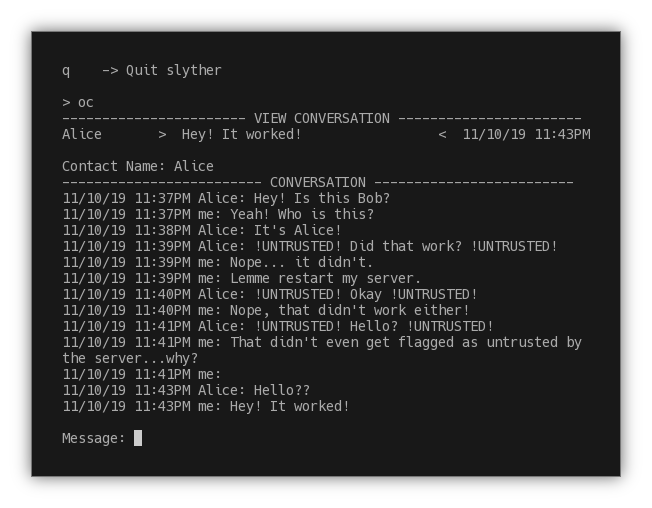 q    -> Quit slyther
> oc
----------------------- VIEW CONVERSATION -----------------------
Alice       >  Hey! It worked!                 <  11/10/19 11:43PM
Contact Name: Alice
------------------------- CONVERSATION -------------------------
11/10/19 11:37PM Alice: Hey! Is this Bob?
11/10/19 11:37PM me: Yeah! Who is this?
11/10/19 11:38PM Alice: It's Alice!
11/10/19 11:39PM Alice: !UNTRUSTED! Did that work? !UNTRUSTED!
11/10/19 11:39PM me: Nope... it didn't.
11/10/19 11:39PM me: Lemme restart my server.
11/10/19 11:40PM Alice: !UNTRUSTED! Okay !UNTRUSTED!
11/10/19 11:40PM me: Nope, that didn't work either!
11/10/19 11:41PM Alice: !UNTRUSTED! Hello? !UNTRUSTED!
11/10/19 11:41PM me: That didn't even get flagged as untrusted by
the server...why?
11/10/19 11:41PM me:
11/10/19 11:43PM Alice: Hello??
11/10/19 11:43PM me: Hey! It worked!
Message: